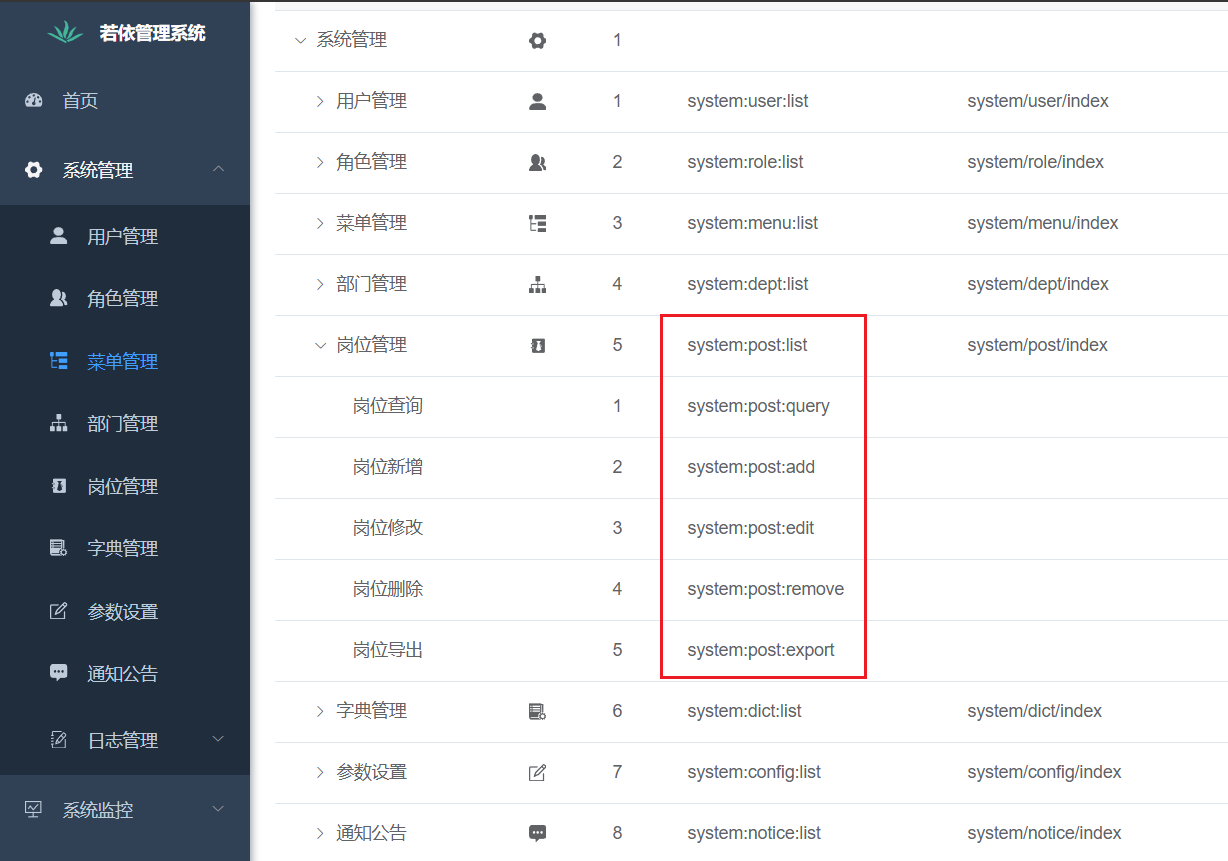 若依管理系统
首页
系统管理
用户管理
角色管理
菜单管理
部门管理
岗位管理
字典管理
参数设置
通知公告
日志管理
系统监控
系统管理 1
用户管理 1 system:user:list system/user/index
角色管理 2 system:role:list system/role/index
菜单管理 3 system:menu:list system/menu/index
部门管理 4 system:dept:list system/dept/index
岗位管理 5 system:post:list system/post/index
岗位查询 1 system:post:query
岗位新增 2 system:post:add
岗位修改 3 system:post:edit
岗位删除 4 system:post:remove
岗位导出 5 system:post:export
字典管理 6 system:dict:list system/dict/index
参数设置 7 system:config:list system/config/index
通知公告 8 system:notice:list system/notice/index